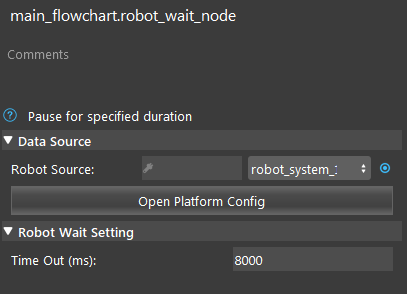 main_flowchart.robot_wait_node
Comments
? Pause for specified duration
Data Source
Robot Source: robot_system_
Open Platform Config
Robot Wait Setting
Time Out (ms): 8000